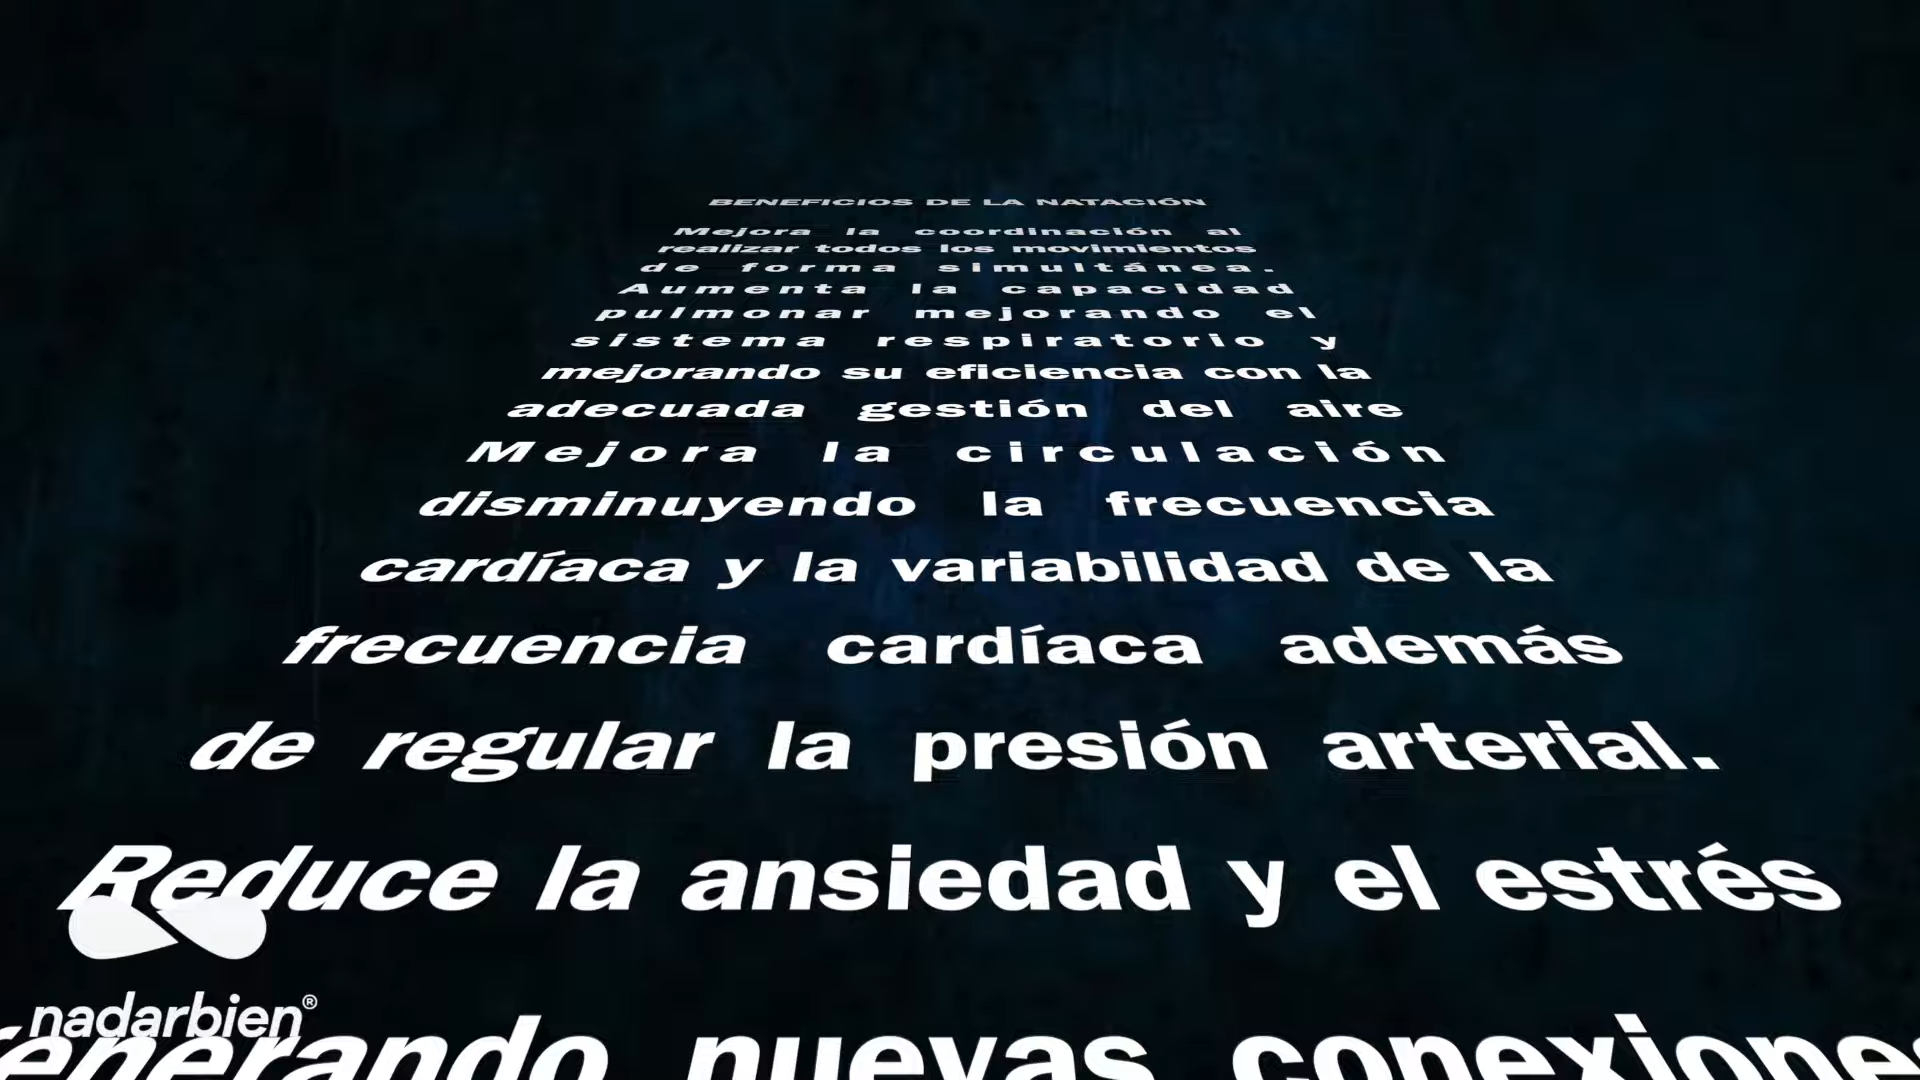 BENEFICIOS DE LA NATACIÓN
Mejora la coordinación al
realizar todos los movimientos
de forma simultánea.
Aumenta la capacidad
pulmonar mejorando el
sistema respiratorio y
mejorando su eficiencia con la
adecuada gestión del aire
Mejora la circulación
disminuyendo la frecuencia
cardíaca y la variabilidad de la
frecuencia cardíaca además
de regular la presión arterial.
Reduce la ansiedad y el estrés
nadarbien®
generando nuevas conexiones